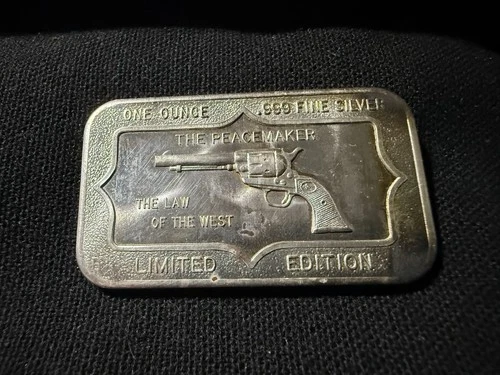 ONE OUNCE .999 FINE SILVER
THE PEACEMAKER
THE LAW
OF THE WEST
LIMITED EDITION